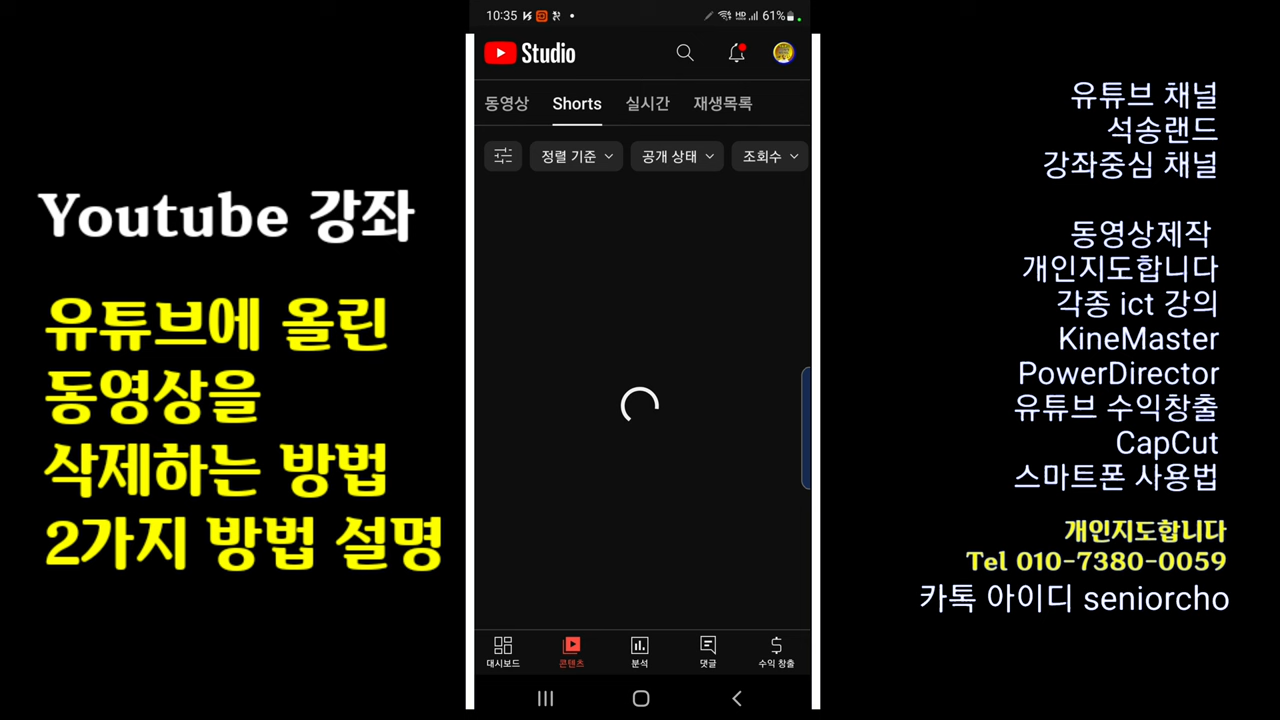 Youtube 강좌
유튜브에 올린
동영상을
삭제하는 방법
2가지 방법 설명
10:35
HD
61%
Studio
동영상
Shorts
실시간
재생목록
정렬 기준
공개 상태
조회수
대시보드
콘텐츠
분석
댓글
수익 창출
유튜브 채널
석송랜드
강좌중심 채널
동영상제작
개인지도합니다
각종 ict 강의
KineMaster
PowerDirector
유튜브 수익창출
CapCut
스마트폰 사용법
개인지도합니다
Tel 010-7380-0059
카톡 아이디 seniorcho